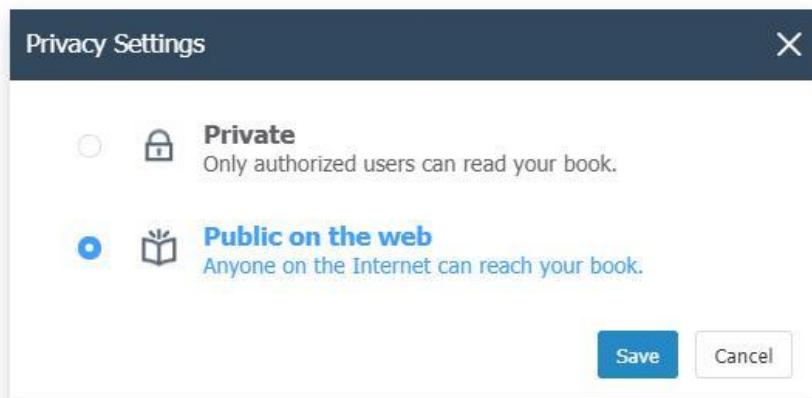 Privacy Settings
Private
Only authorized users can read your book.
Public on the web
Anyone on the Internet can reach your book.
Save Cancel